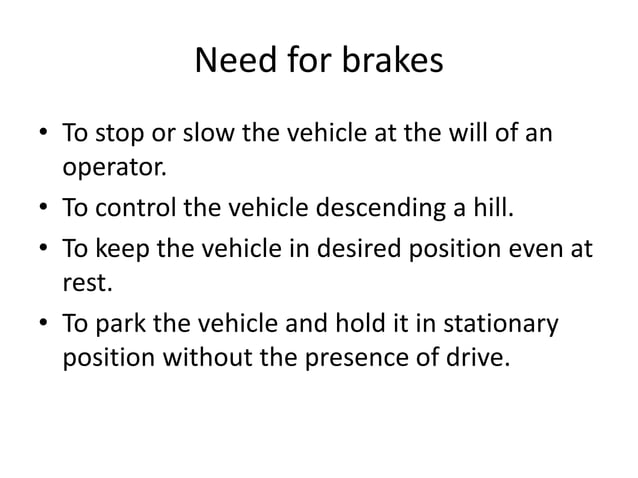 Need for brakes
• To stop or slow the vehicle at the will of an
operator.
• To control the vehicle descending a hill.
• To keep the vehicle in desired position even at
rest.
• To park the vehicle and hold it in stationary
position without the presence of drive.